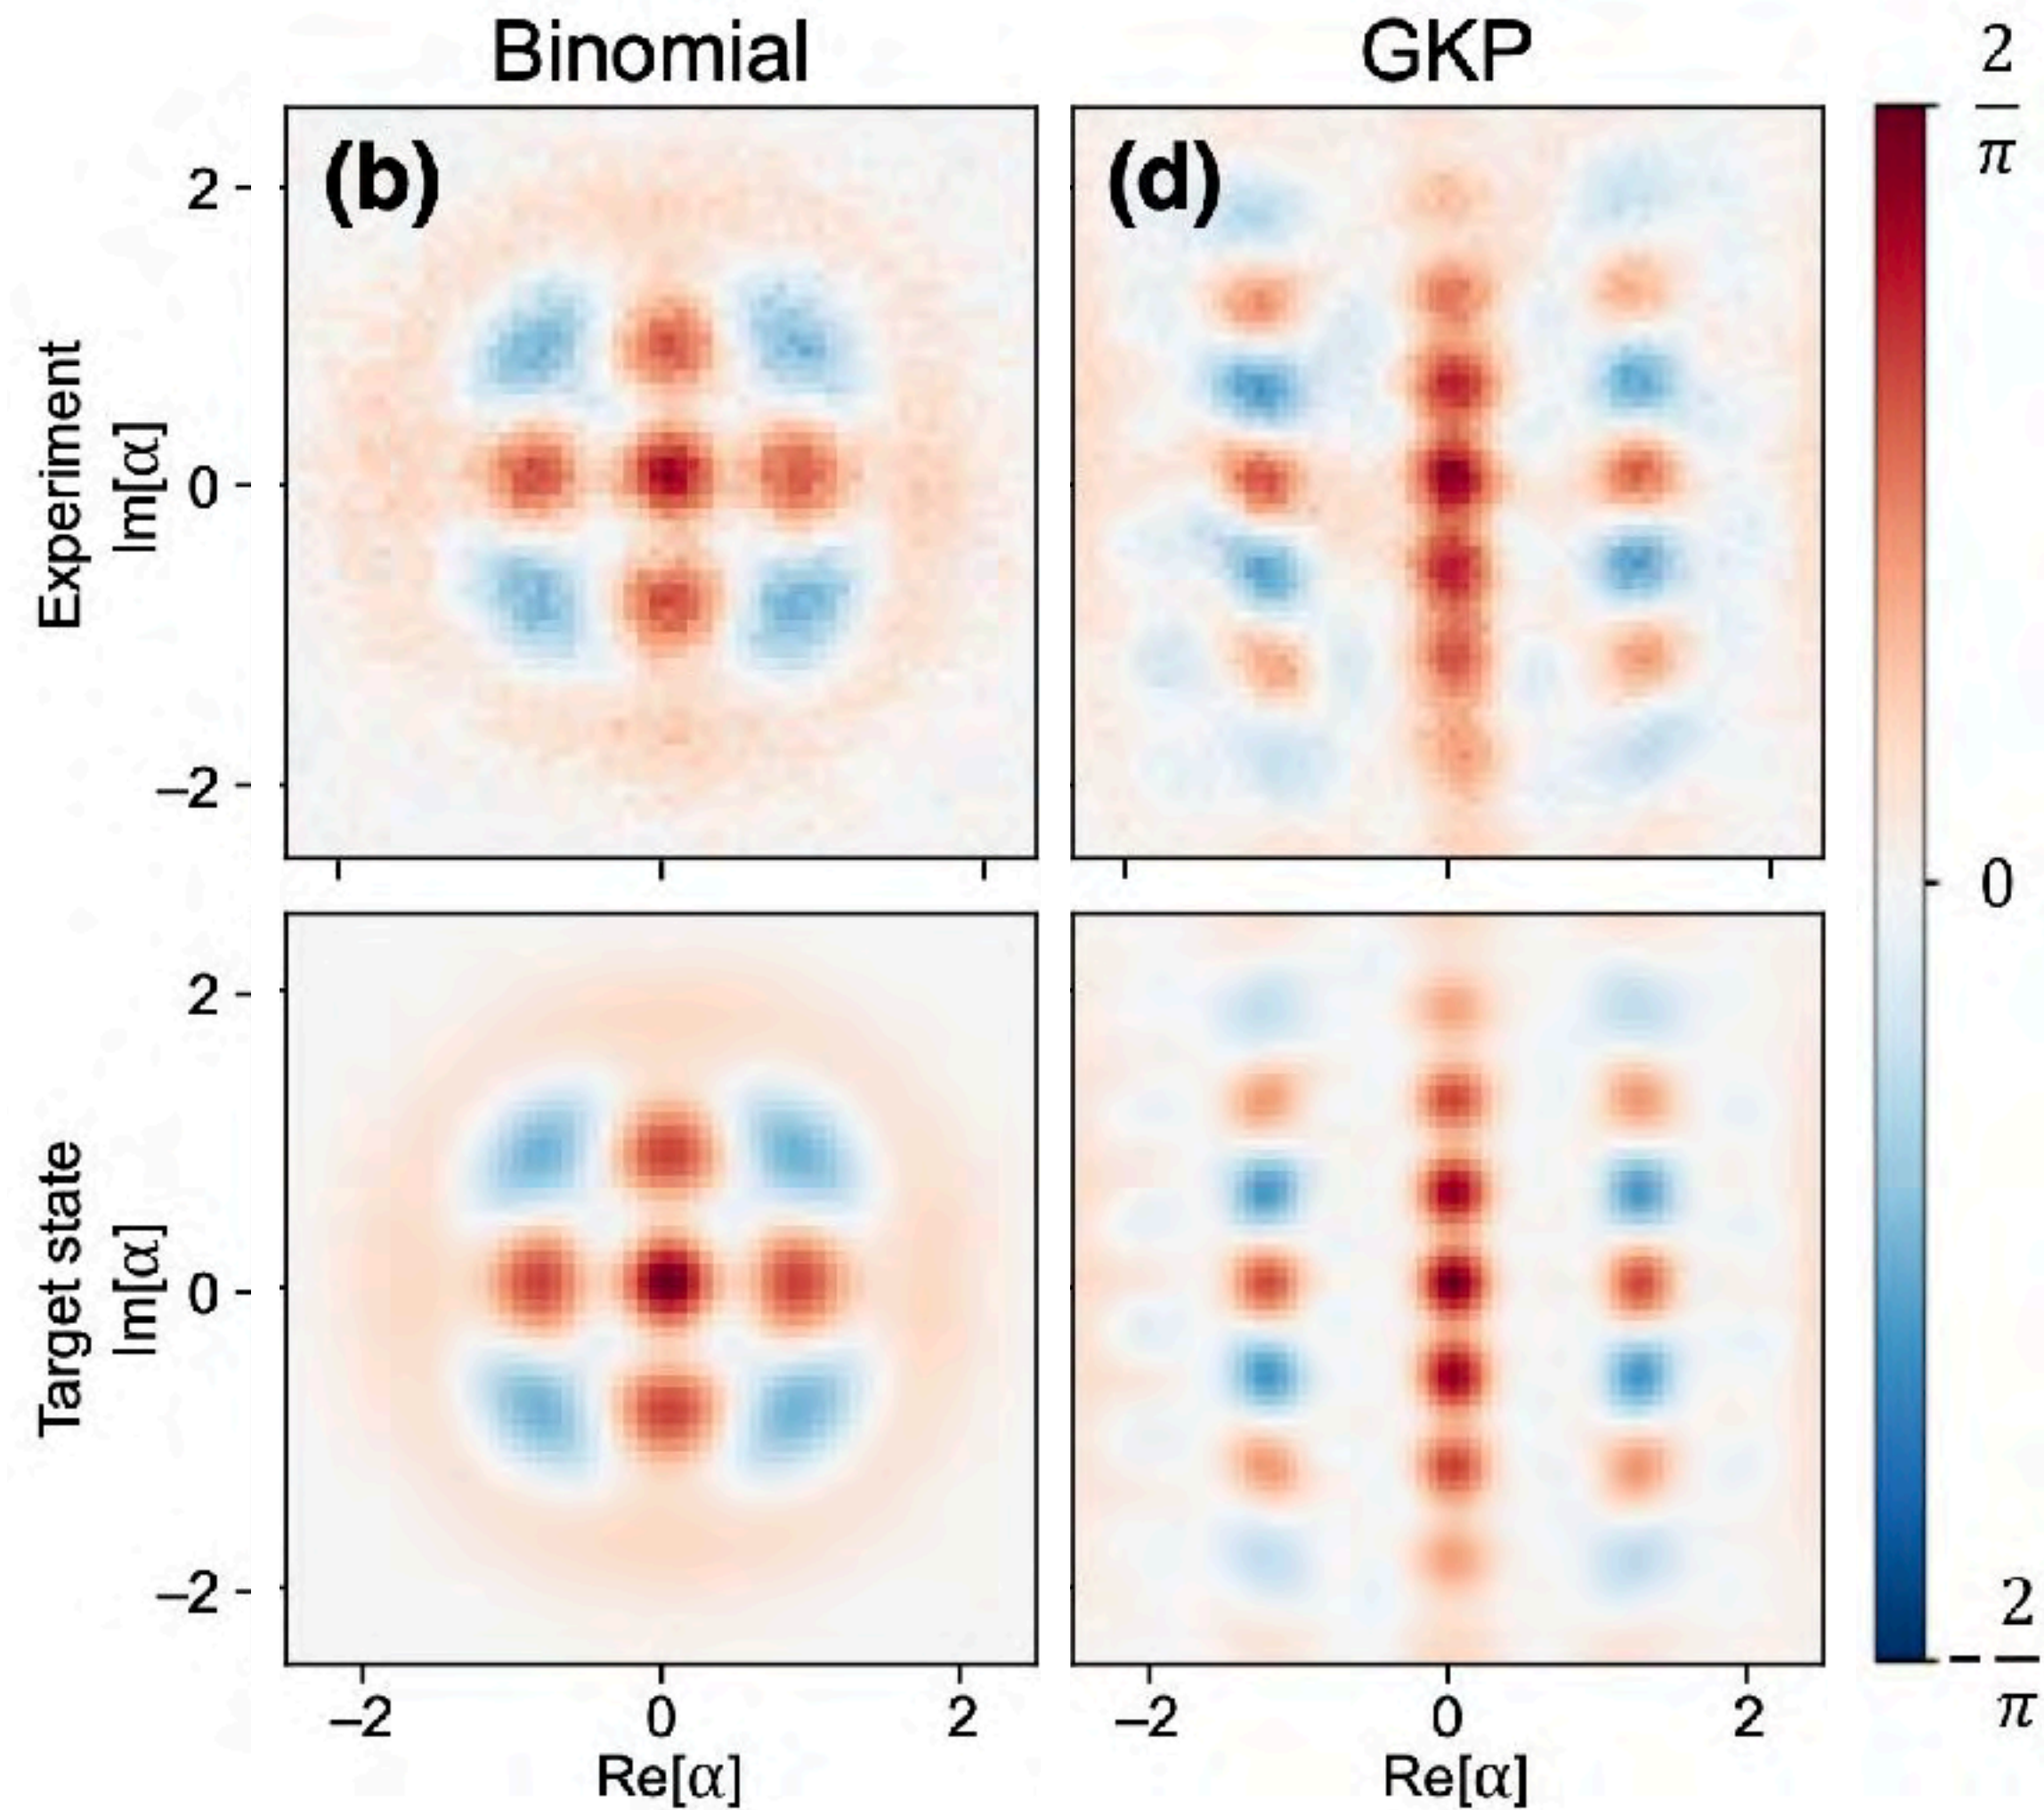 Binomial
GKP
(b)
(d)
2
π
0
2
π
Experiment
Im[α]
2
0
–2
Target state
Im[α]
2
0
–2
–2
0
2
Re[α]
–2
0
2
Re[α]